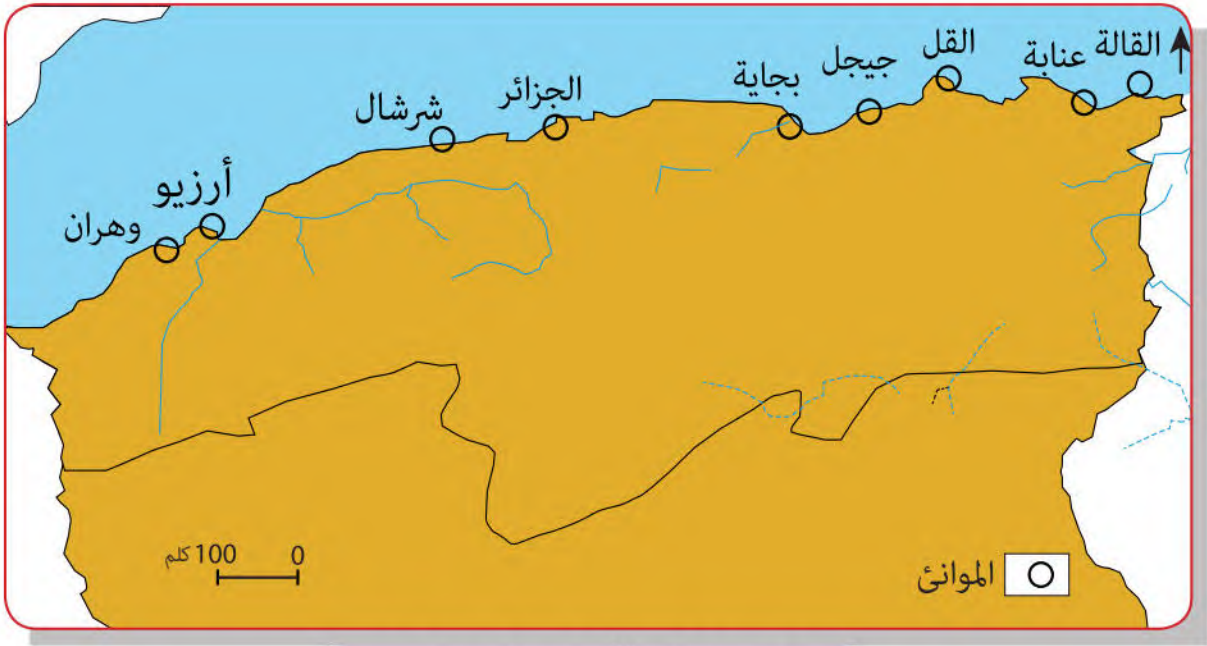 القالة
عنابة
القل
جيجل
بجاية
الجزائر
شرشال
أرزيو
وهران
0 100 كلم
الموانئ